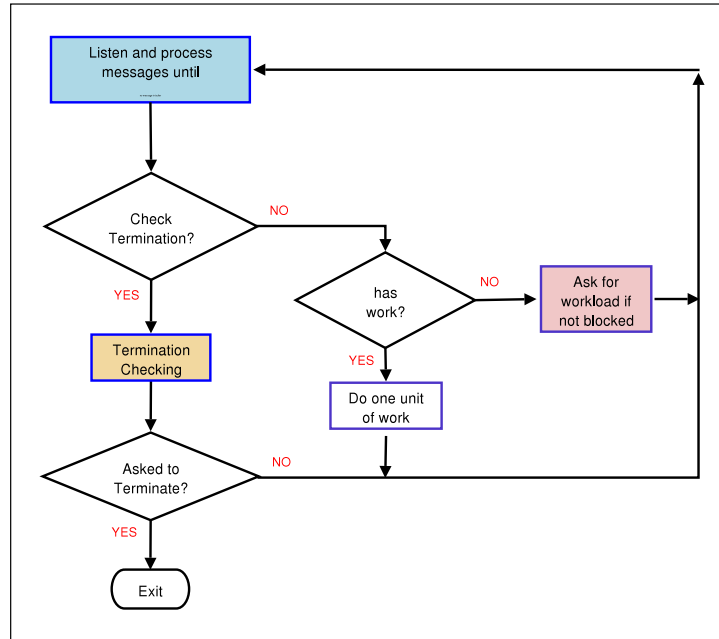 Listen and process
messages until
Check
Termination?
NO
YES
has
work?
NO
YES
Ask for
workload if
not blocked
Termination
Checking
Do one unit
of work
Asked to
Terminate?
NO
YES
Exit